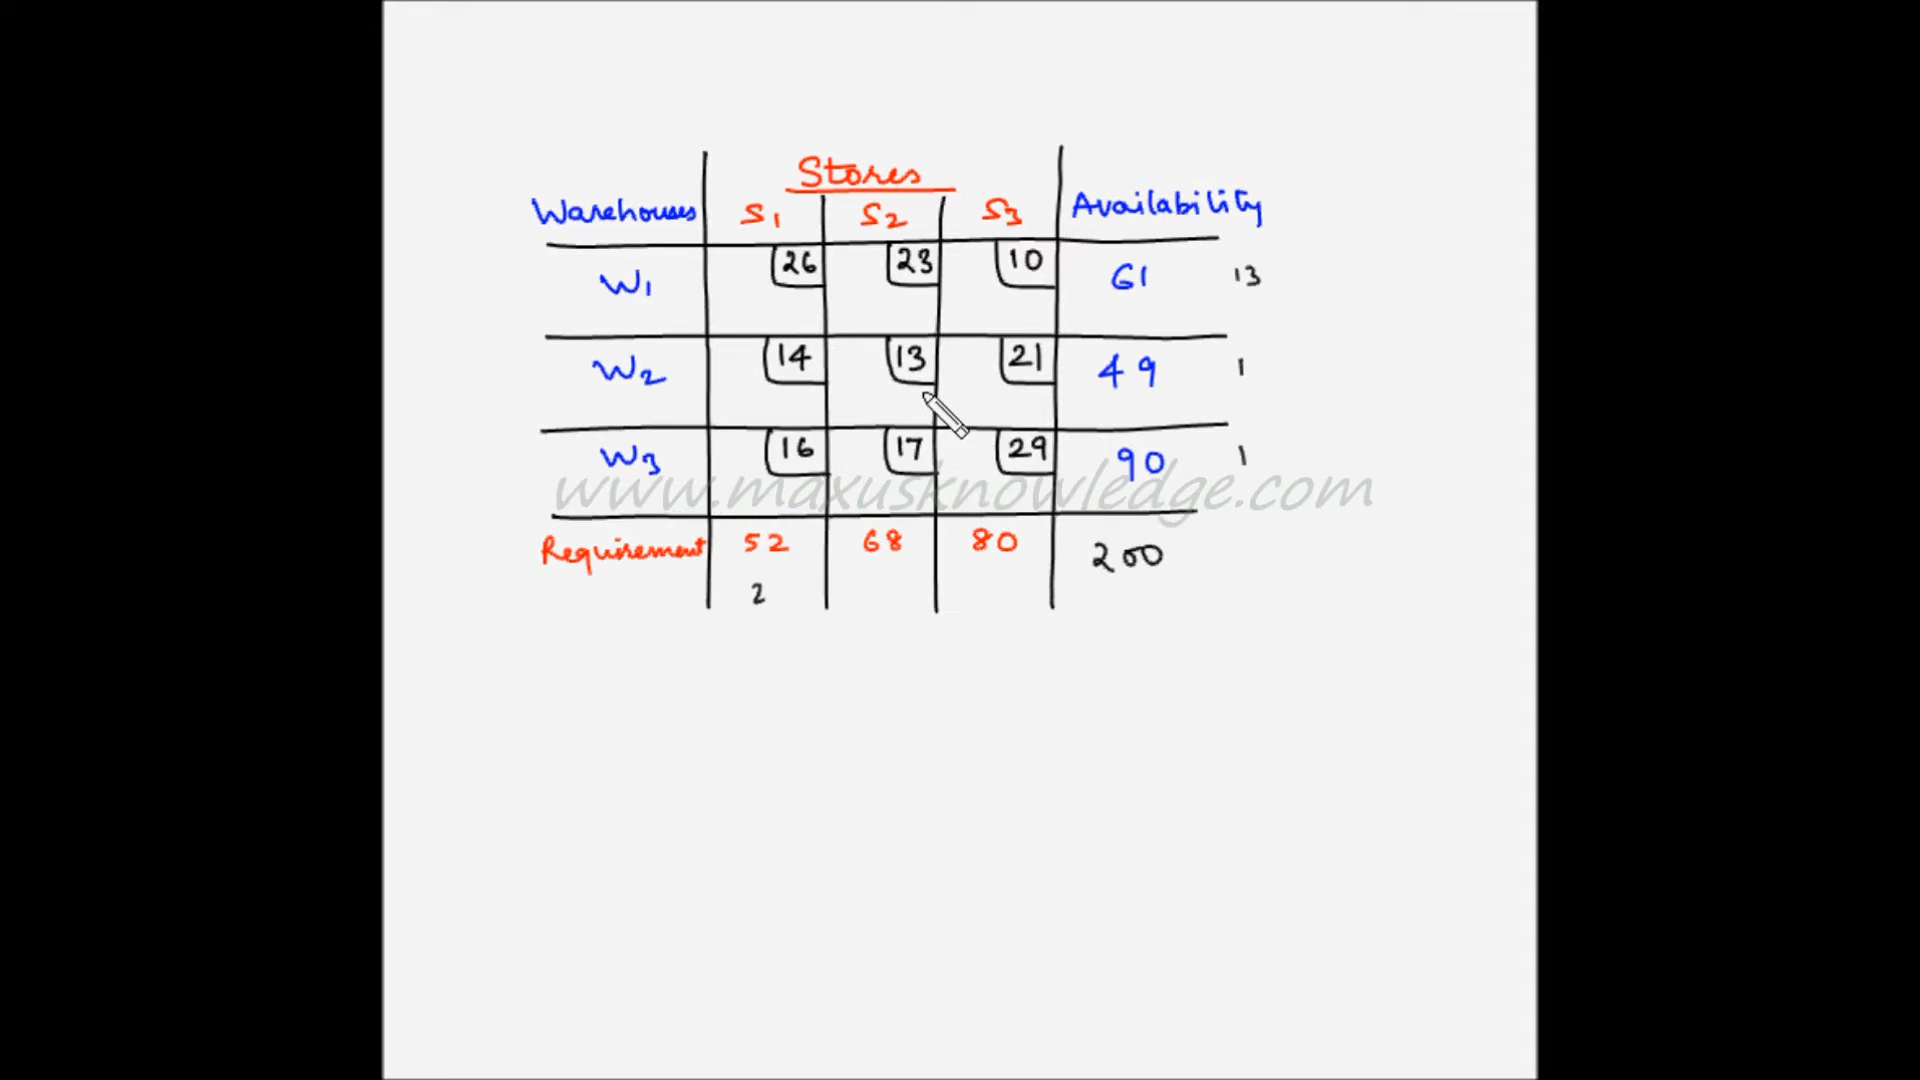 Stores
Warehouses S1 S2 S3 Availability
W1 26 23 10 61 13
W2 14 13 21 49 1
W3 16 17 29 90 1
www.maxusknowledge.com
Requirement 52 68 80 200
2